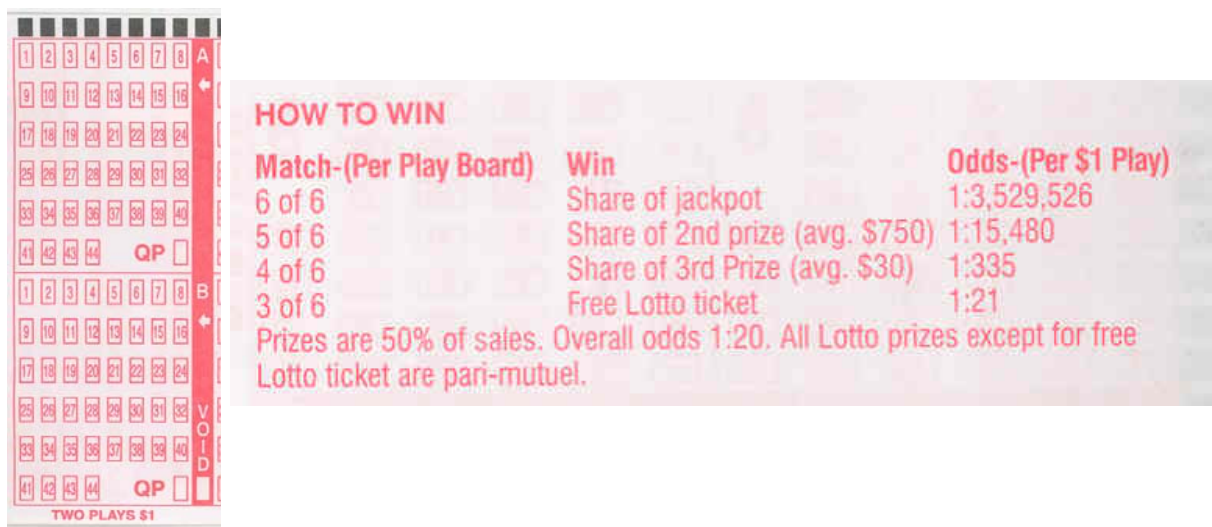 1 2 3 4 5 6 7 8 A
9 10 11 12 13 14 15 16
17 18 19 20 21 22 23 24
25 26 27 28 29 30 31 32
33 34 35 36 37 38 39 40
41 42 43 44 QP
1 2 3 4 5 6 7 8 B
9 10 11 12 13 14 15 16
17 18 19 20 21 22 23 24
25 26 27 28 29 30 31 32
33 34 35 36 37 38 39 40
VOID
41 42 43 44 QP
TWO PLAYS $1
HOW TO WIN
Match-(Per Play Board) Win Odds-(Per $1 Play)
6 of 6 Share of jackpot 1:3,529,526
5 of 6 Share of 2nd prize (avg. $750) 1:15,480
4 of 6 Share of 3rd Prize (avg. $30) 1:335
3 of 6 Free Lotto ticket 1:21
Prizes are 50% of sales. Overall odds 1:20. All Lotto prizes except for free
Lotto ticket are pari-mutuel.